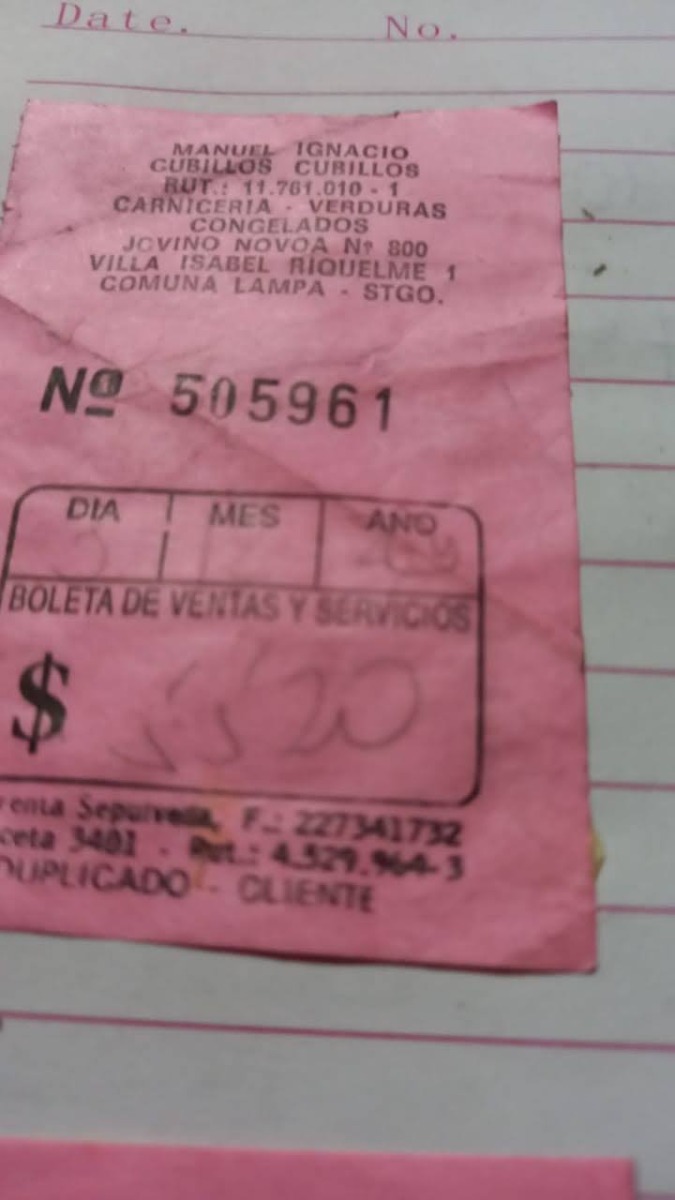 Date. No.
MANUEL IGNACIO
CUBILLOS CUBILLOS
RUT.: 11.761.010 - 1
CARNICERIA - VERDURAS
CONGELADOS
JOVINO NOVOA Nº 800
VILLA ISABEL RIQUELME 1
COMUNA LAMPA - STGO.
Nº 505961
DIA MES AÑO
BOLETA DE VENTAS Y SERVICIOS
$ 5520
Sepulveda, F.: 227341732
3401 - Rut.: 4.529.964-3
DUPLICADO - CLIENTE